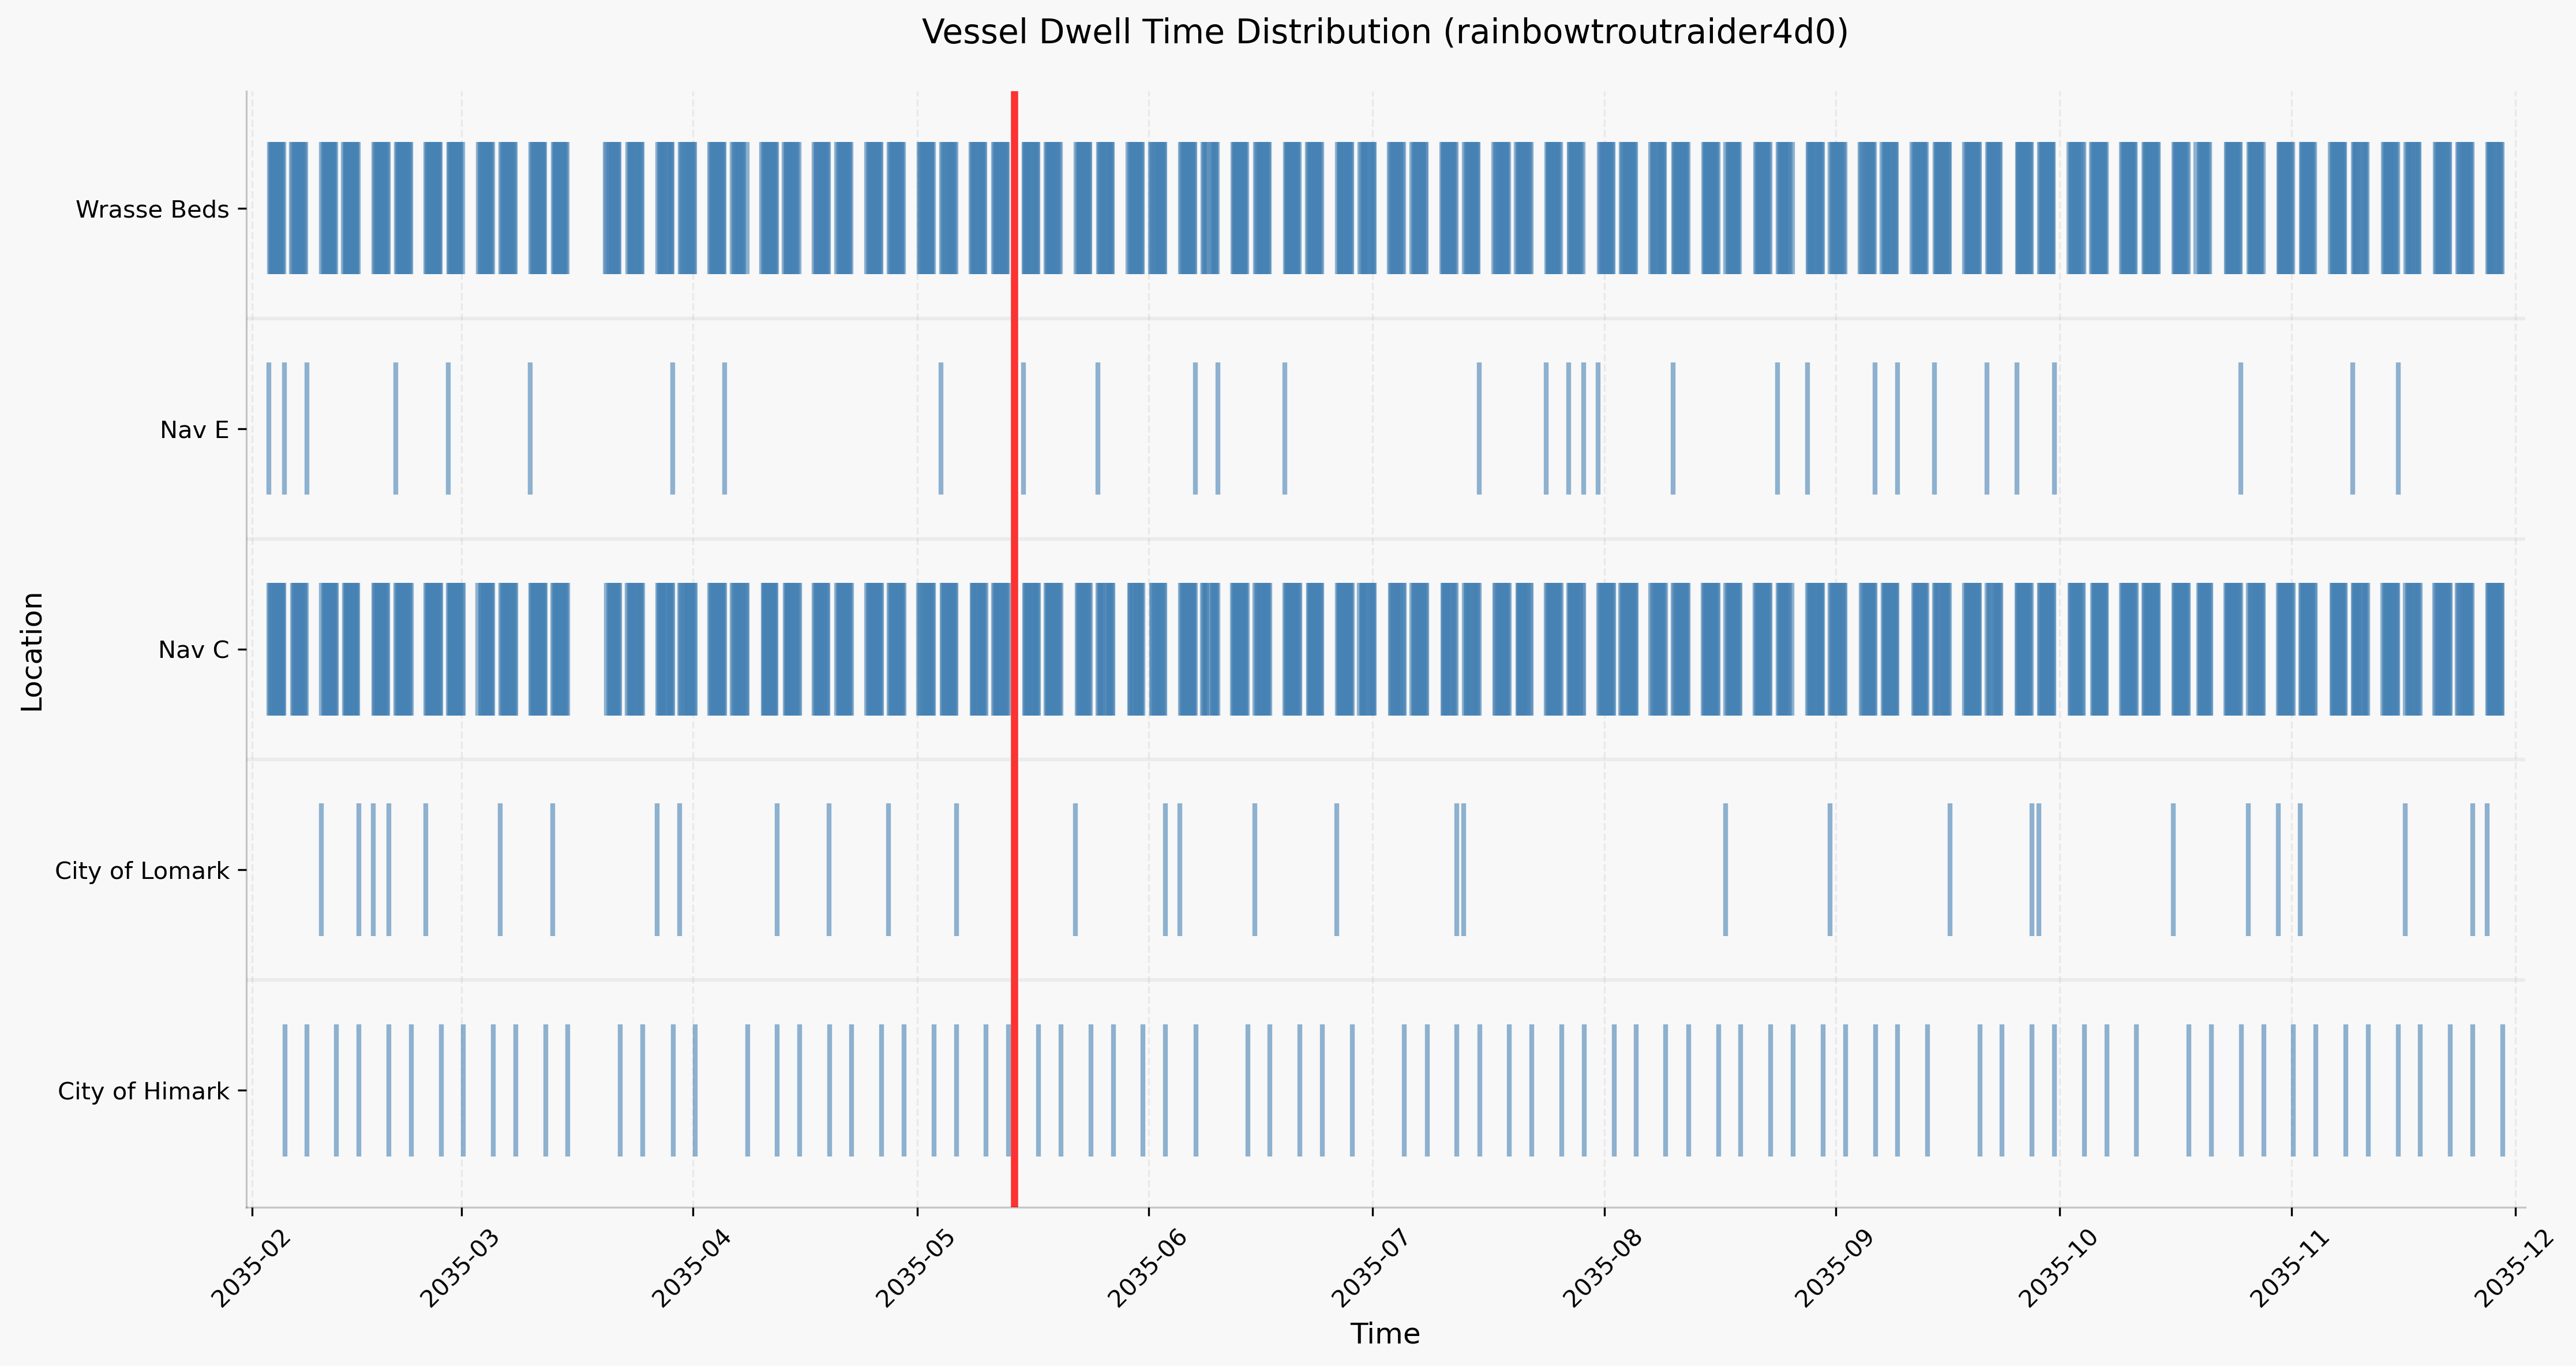 Vessel Dwell Time Distribution (rainbowtroutraider4d0)
Location
Wrasse Beds
Nav E
Nav C
City of Lomark
City of Himark
2035-02
2035-03
2035-04
2035-05
2035-06
2035-07
2035-08
2035-09
2035-10
2035-11
2035-12
Time